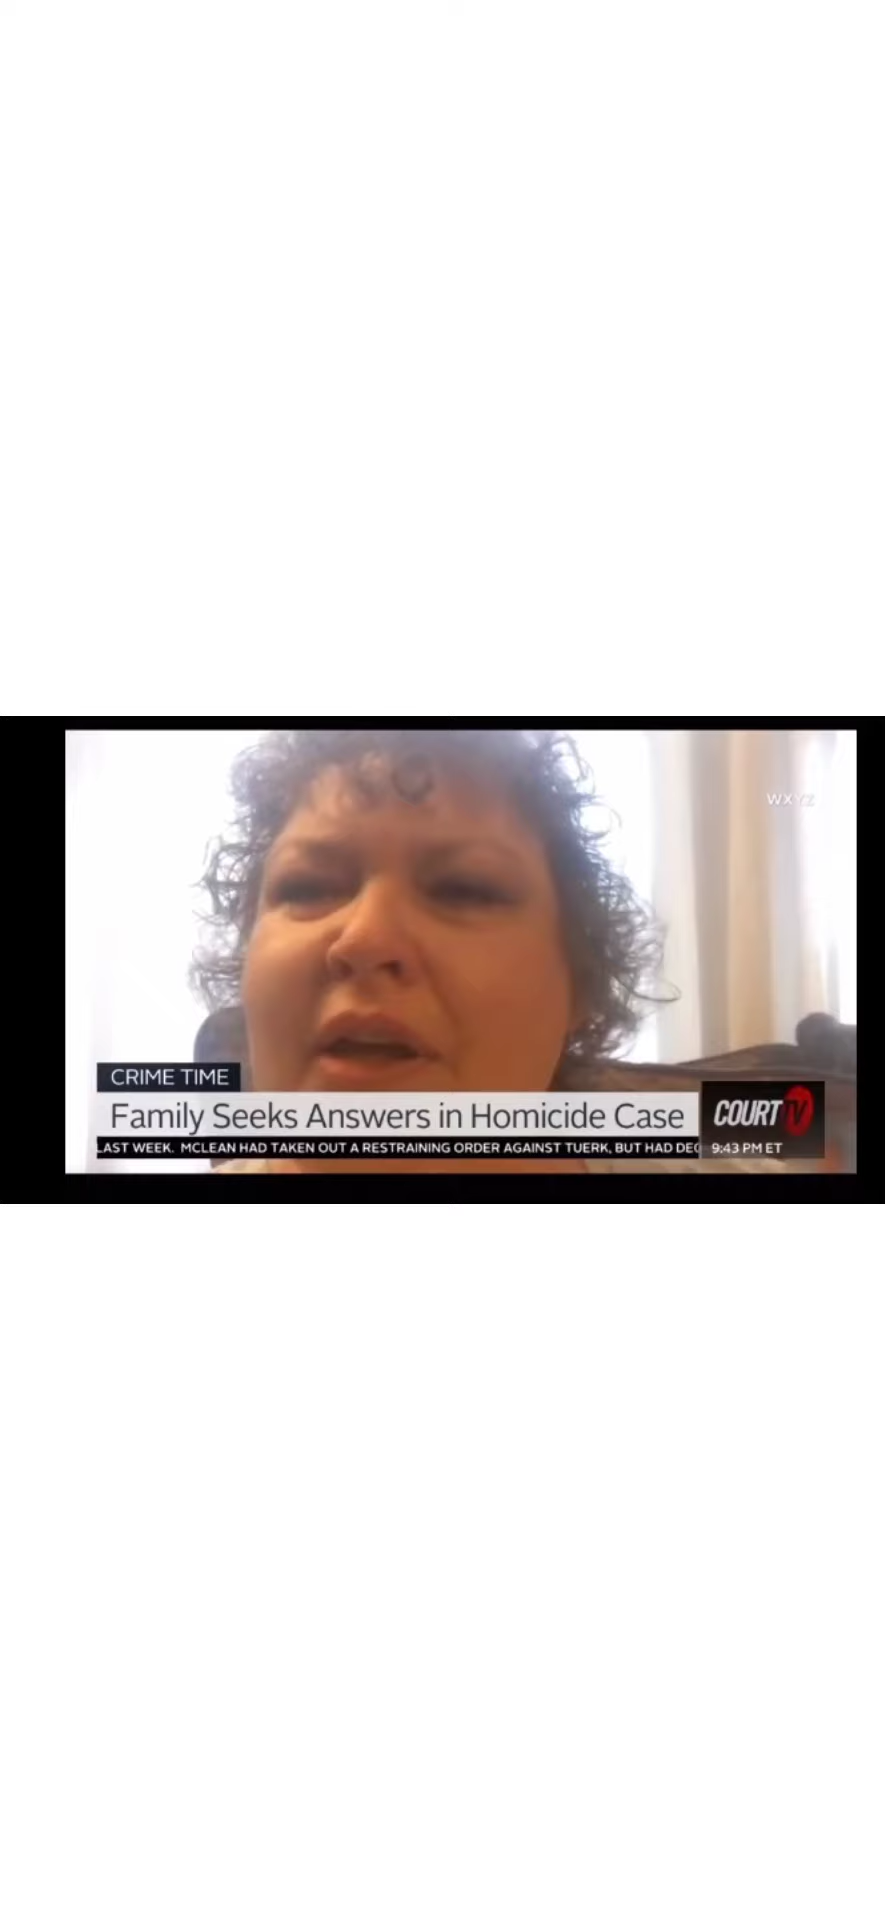 WXYZ
CRIME TIME
Family Seeks Answers in Homicide Case
COURT TV
LAST WEEK. MCLEAN HAD TAKEN OUT A RESTRAINING ORDER AGAINST TUERK, BUT HAD DEC
9:43 PM ET